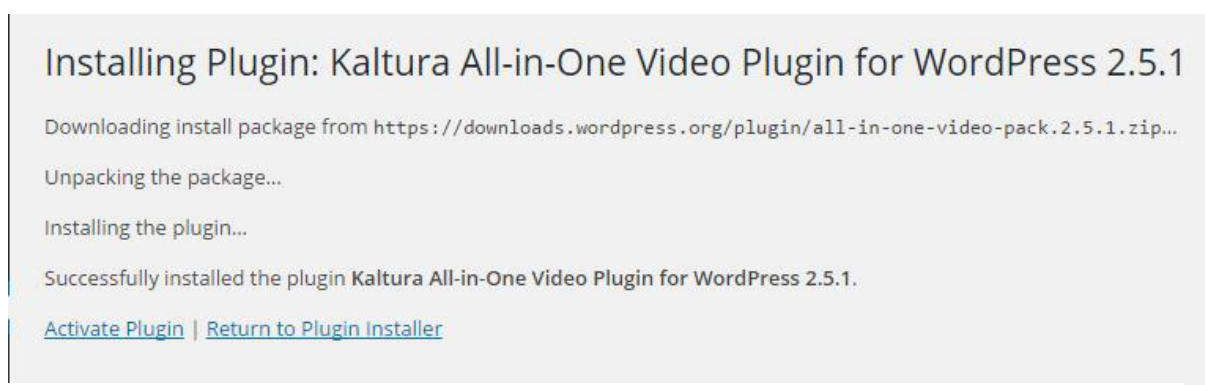 Installing Plugin: Kaltura All-in-One Video Plugin for WordPress 2.5.1
Downloading install package from https://downloads.wordpress.org/plugin/all-in-one-video-pack.2.5.1.zip…
Unpacking the package…
Installing the plugin…
Successfully installed the plugin Kaltura All-in-One Video Plugin for WordPress 2.5.1.
Activate Plugin | Return to Plugin Installer